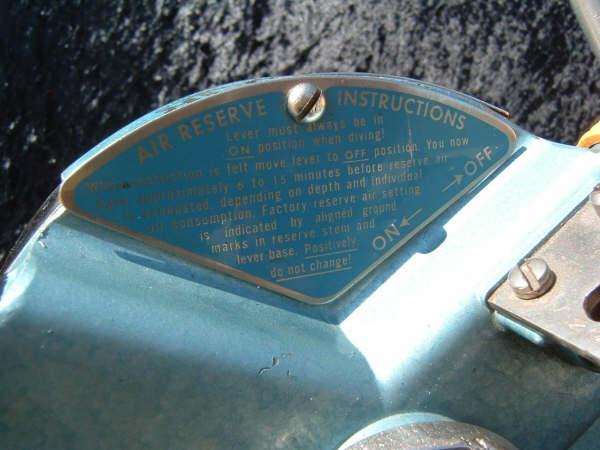 AIR RESERVE INSTRUCTIONS
Lever must always be in
ON position when diving!
When restriction is felt move lever to OFF position. You now
have approximately 6 to 15 minutes before reserve air
is exhausted, depending on depth and individual
air consumption. Factory reserve air setting
is indicated by aligned ground
marks in reserve stem and
lever base. Positively
do not change!
ON←
→OFF